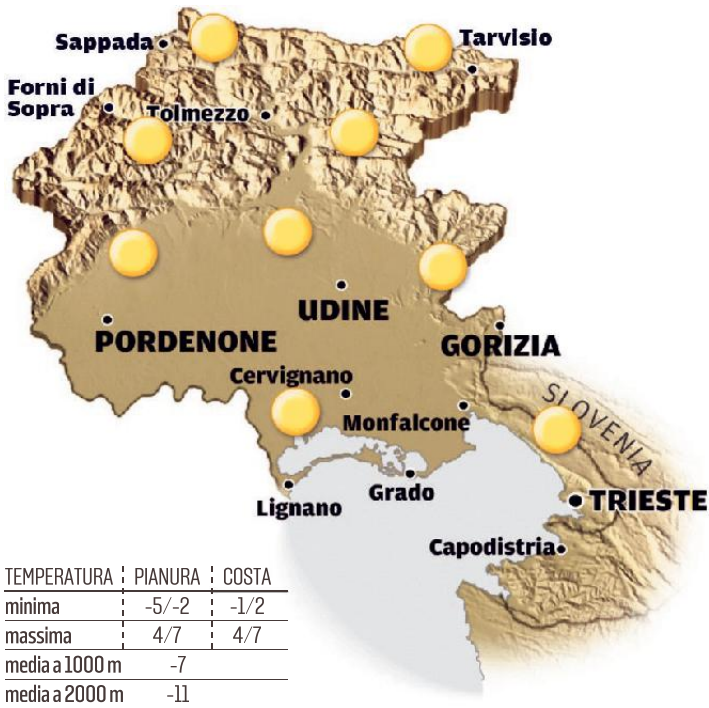 Sappada
Tarvisio
Forni di
Sopra
Tolmezzo
UDINE
PORDENONE
GORIZIA
Cervignano
SLOVENIA
Monfalcone
Grado
Lignano
TRIESTE
Capodistria
TEMPERATURA PIANURA COSTA
minima -5/-2 -1/2
massima 4/7 4/7
media a 1000 m -7
media a 2000 m -11